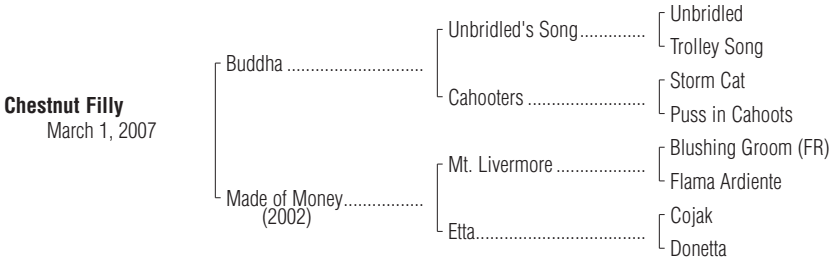 Chestnut Filly
March 1, 2007
Buddha ..............................
Made of Money.................
(2002)
Unbridled's Song..............
Cahooters .........................
Mt. Livermore ...................
Etta....................................
Unbridled
Trolley Song
Storm Cat
Puss in Cahoots
Blushing Groom (FR)
Flama Ardiente
Cojak
Donetta